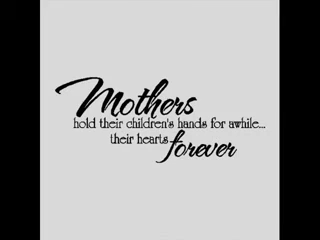 Mothers
hold their children's hands for awhile...
their hearts forever